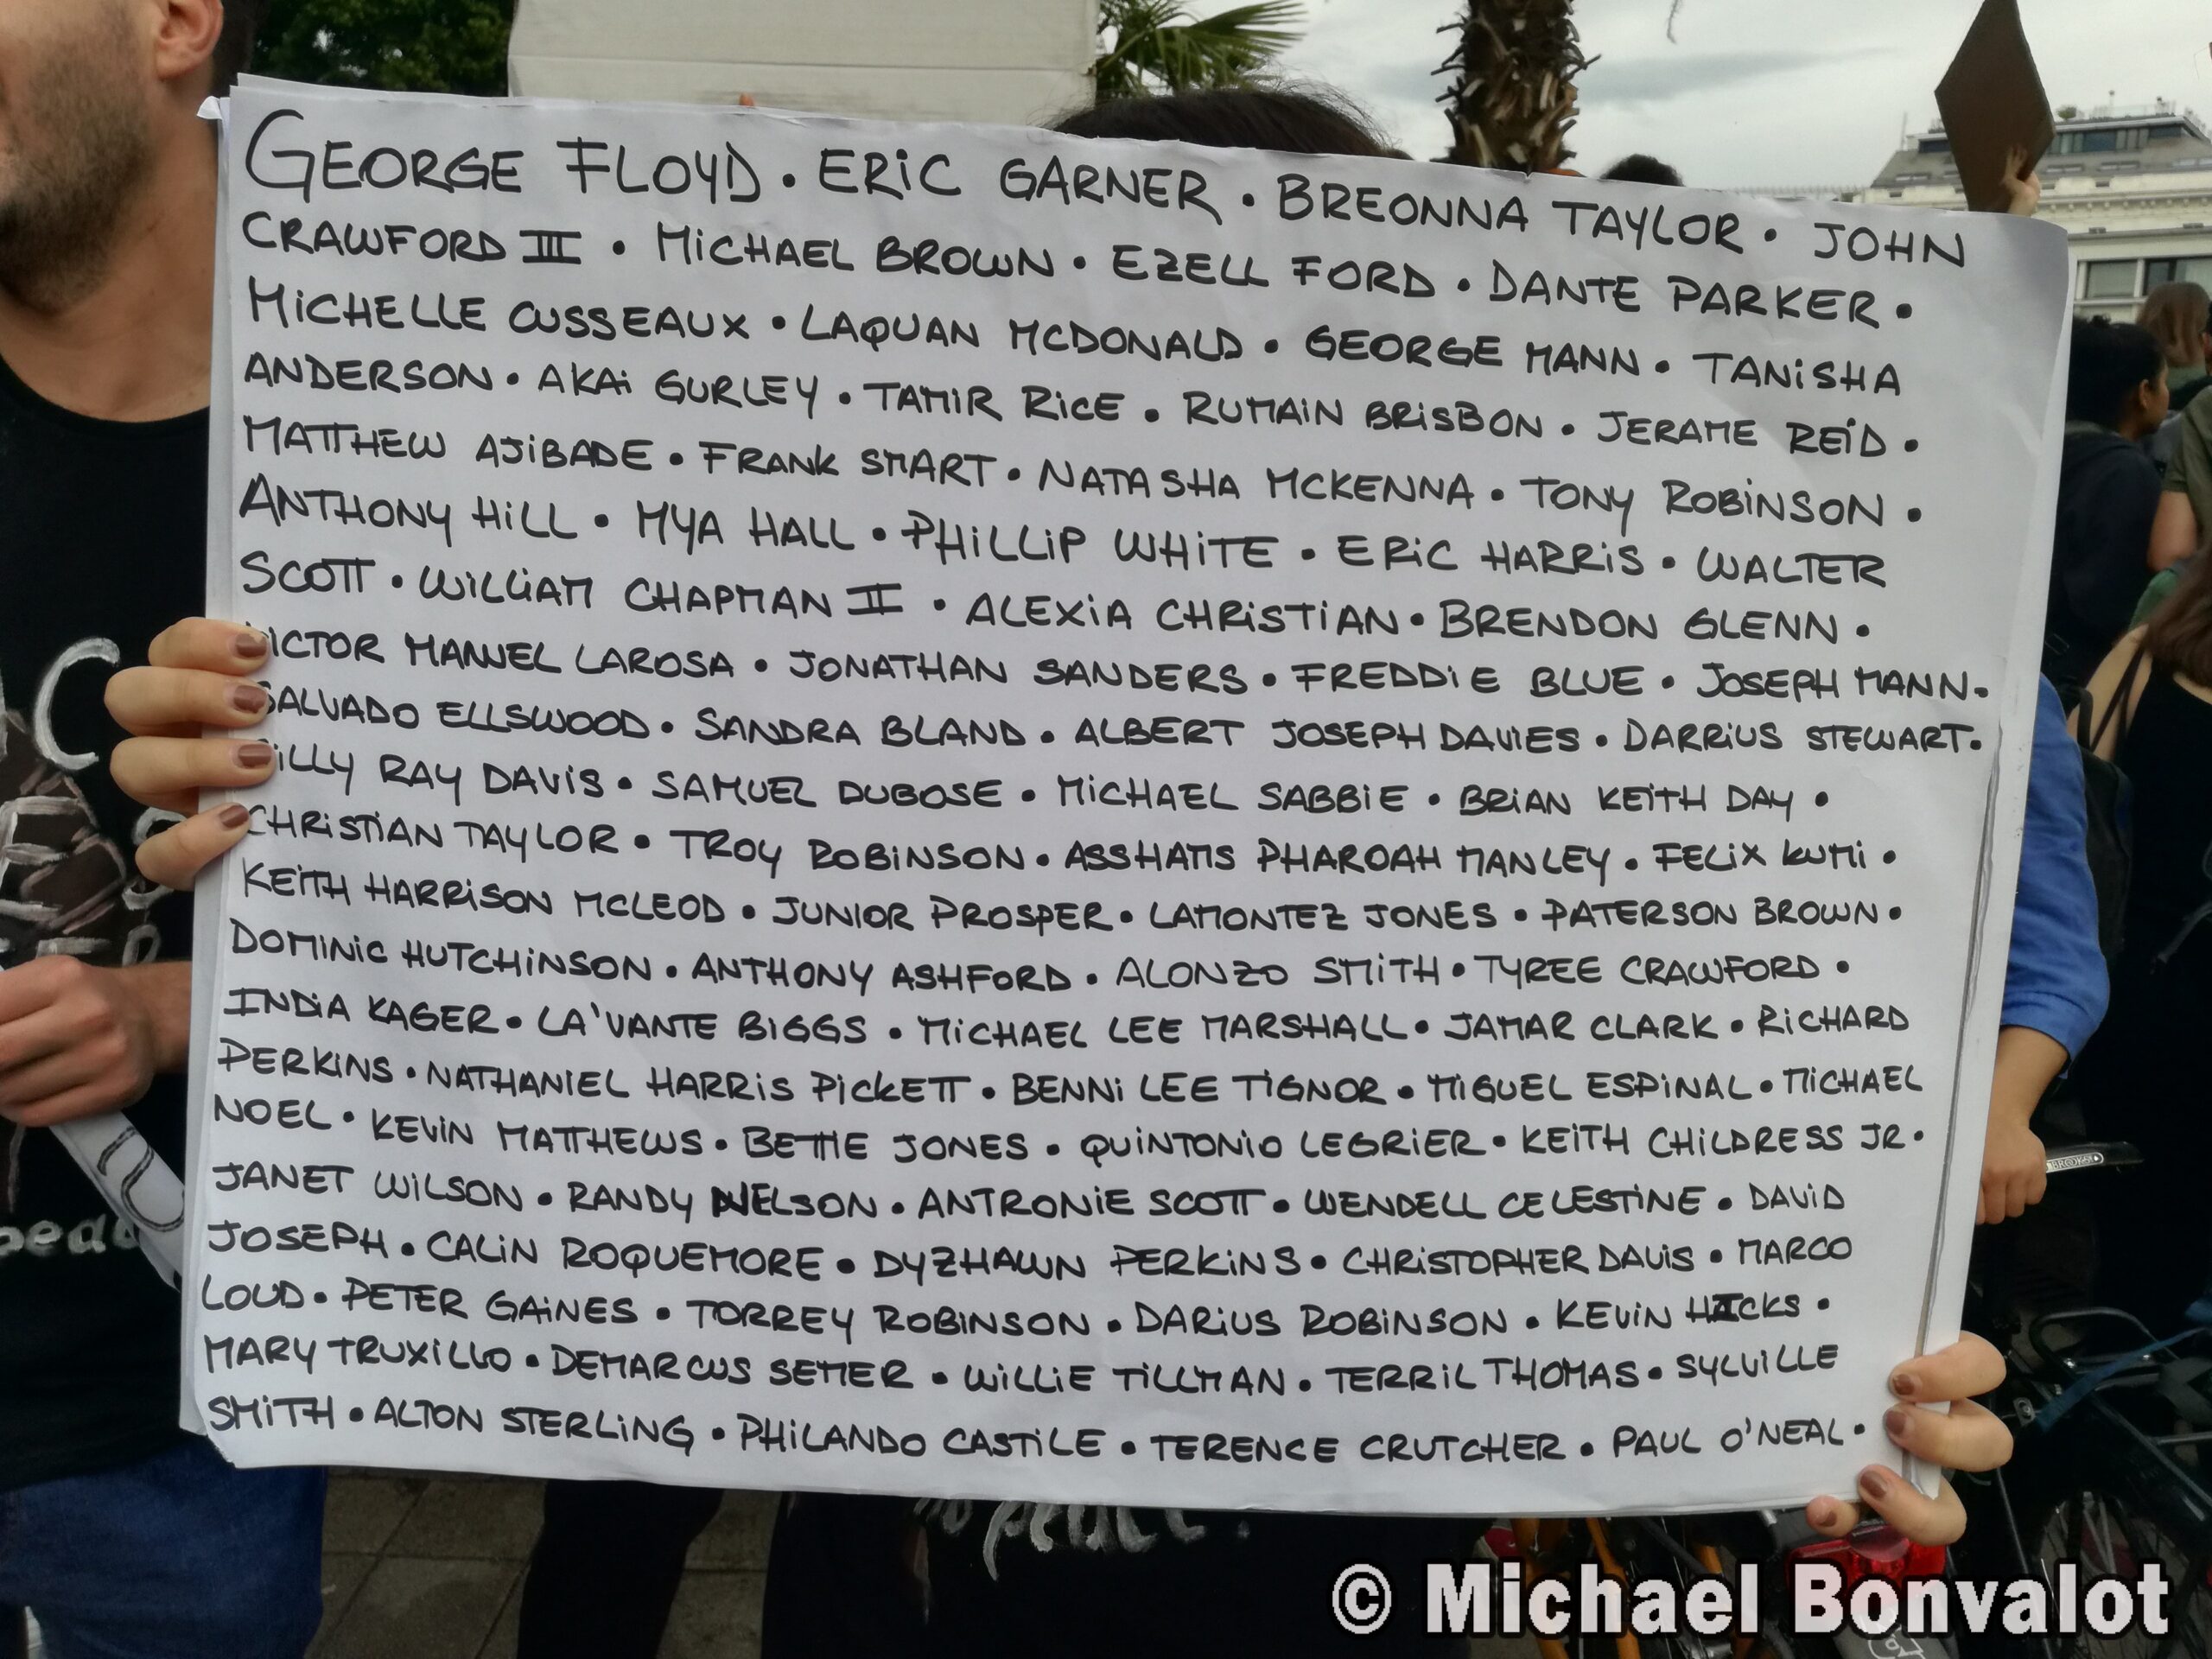 GEORGE FLOYD • ERIC GARNER • BREONNA TAYLOR • JOHN
CRAWFORD III • MICHAEL BROWN • EZELL FORD • DANTE PARKER •
MICHELLE CUSSEAUX • LAQUAN MCDONALD • GEORGE MANN • TANISHA
ANDERSON • AKAI GURLEY • TAMIR RICE • RUMAIN BRISBON • JERAME REID •
MATTHEW AJIBADE • FRANK SMART • NATASHA MCKENNA • TONY ROBINSON •
ANTHONY HILL • MYA HALL • PHILLIP WHITE • ERIC HARRIS • WALTER
SCOTT • WILLIAM CHAPMAN II • ALEXIA CHRISTIAN • BRENDON GLENN •
VICTOR MANUEL LAROSA • JONATHAN SANDERS • FREDDIE BLUE • JOSEPH MANN •
SALVADO ELLSWOOD • SANDRA BLAND • ALBERT JOSEPH DAVIES • DARRIUS STEWART •
BILLY RAY DAVIS • SAMUEL DUBOSE • MICHAEL SABBIE • BRIAN KEITH DAY •
CHRISTIAN TAYLOR • TROY ROBINSON • ASSHAMS PHAROAH MANLEY • FELIX KUMI •
KEITH HARRISON MCLEOD • JUNIOR PROSPER • LAMONTEZ JONES • PATERSON BROWN •
DOMINIC HUTCHINSON • ANTHONY ASHFORD • ALONZO SMITH • TYREE CRAWFORD •
INDIA KAGER • LA'VANTE BIGGS • MICHAEL LEE MARSHALL • JAMAR CLARK • RICHARD
PERKINS • NATHANIEL HARRIS PICKETT • BENNI LEE TIGNOR • MIGUEL ESPINAL • MICHAEL
NOEL • KEVIN MATTHEWS • BETTIE JONES • QUINTONIO LEGRIER • KEITH CHILDRESS JR •
JANET WILSON • RANDY NELSON • ANTRONIE SCOTT • WENDELL CELESTINE • DAVID
JOSEPH • CALIN ROQUEMORE • DYZHAWN PERKINS • CHRISTOPHER DAVIS • MARCO
LOUD • PETER GAINES • TORREY ROBINSON • DARIUS ROBINSON • KEVIN HICKS •
MARY TRUXILLO • DEMARCUS SEMER • WILLIE TILLMAN • TERRIL THOMAS • SYLVILLE
SMITH • ALTON STERLING • PHILANDO CASTILE • TERENCE CRUTCHER • PAUL O'NEAL •
no peace
BROOKS
© Michael Bonvalot